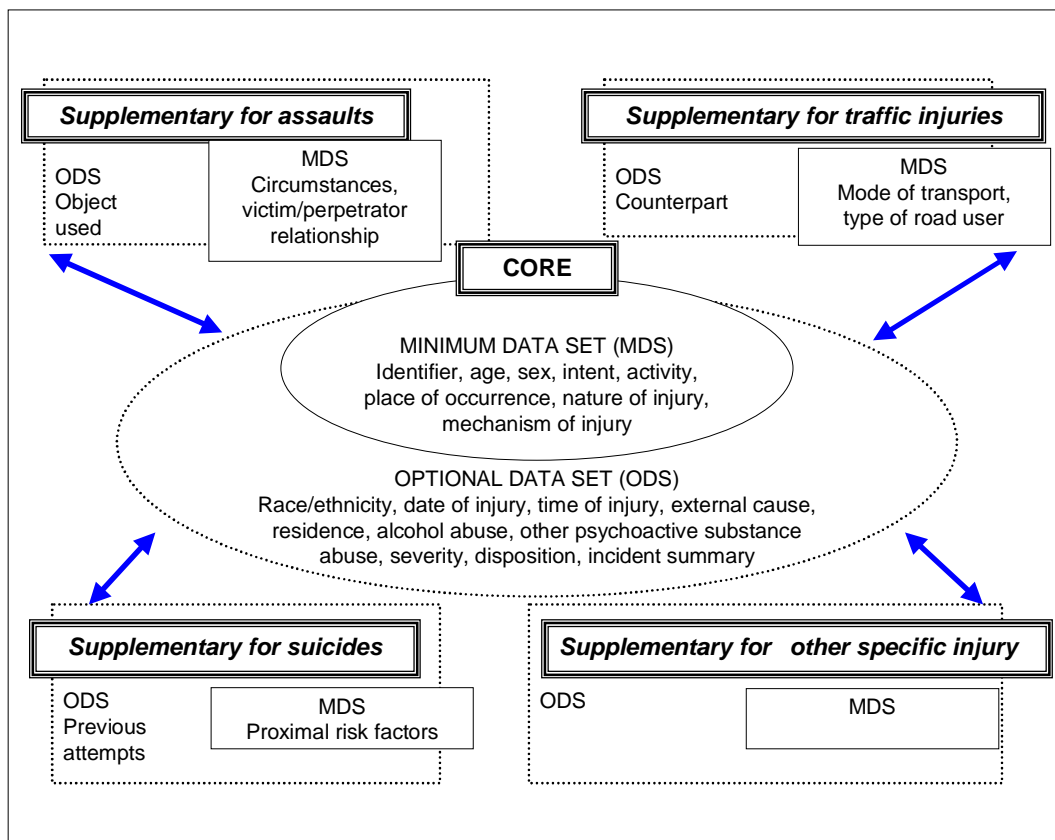 Supplementary for assaults
ODS
Object
used
MDS
Circumstances,
victim/perpetrator
relationship
Supplementary for traffic injuries
ODS
Counterpart
MDS
Mode of transport,
type of road user
CORE
MINIMUM DATA SET (MDS)
Identifier, age, sex, intent, activity,
place of occurrence, nature of injury,
mechanism of injury
OPTIONAL DATA SET (ODS)
Race/ethnicity, date of injury, time of injury, external cause,
residence, alcohol abuse, other psychoactive substance
abuse, severity, disposition, incident summary
Supplementary for suicides
ODS
Previous
attempts
MDS
Proximal risk factors
Supplementary for other specific injury
ODS
MDS